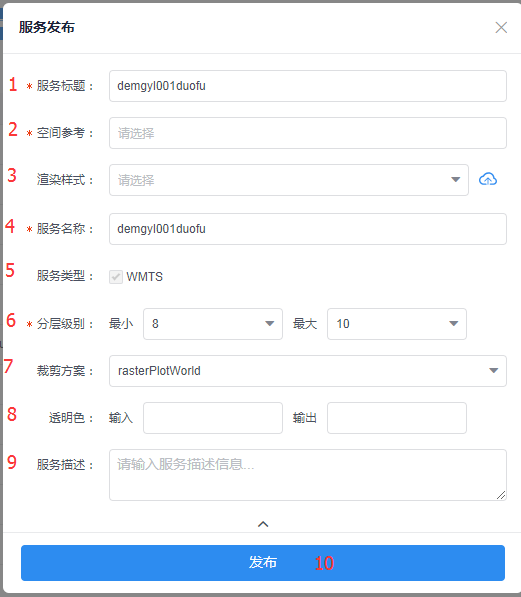 服务发布
1 * 服务标题： demgyl001duofu
2 * 空间参考： 请选择
3 渲染样式： 请选择
4 * 服务名称： demgyl001duofu
5 服务类型： WMTS
6 * 分层级别： 最小 8 最大 10
7 裁剪方案： rasterPlotWorld
8 透明色： 输入 输出
9 服务描述： 请输入服务描述信息...
发布 10